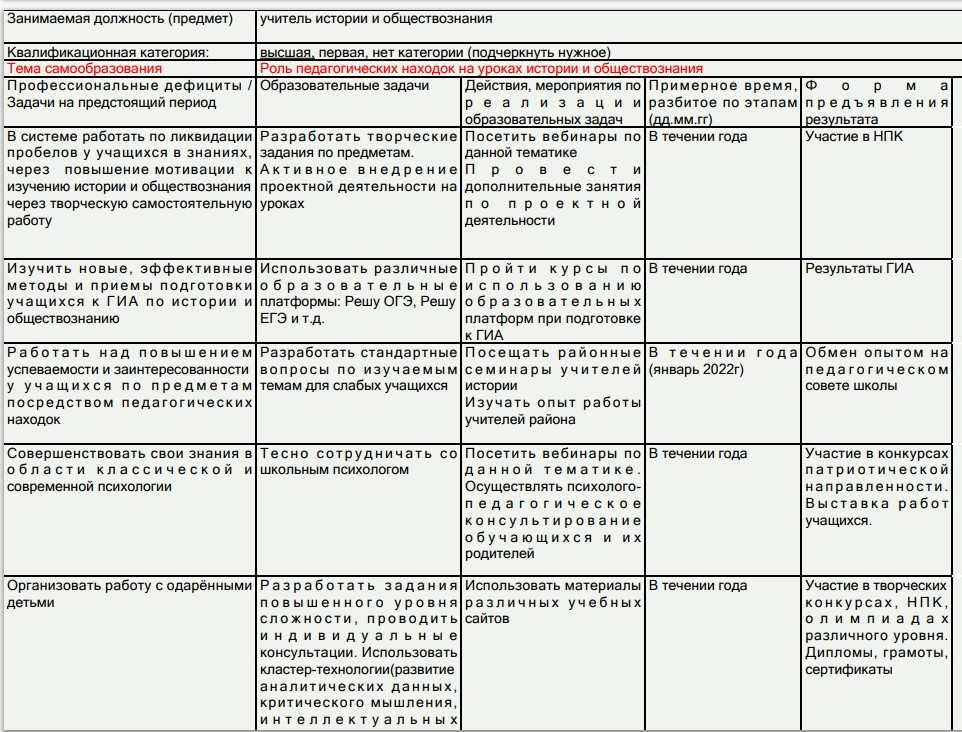 Занимаемая должность (предмет)
учитель истории и обществознания
Квалификационная категория:
высшая, первая, нет категории (подчеркнуть нужное)
Тема самообразования
Роль педагогических находок на уроках истории и обществознания
Профессиональные дефициты /
Задачи на предстоящий период
Образовательные задачи
Действия, мероприятия по
реализации
образовательных задач
Примерное время,
разбитое по этапам
(дд.мм.гг)
Форма
предъявления
результата
В системе работать по ликвидации
пробелов у учащихся в знаниях,
через повышение мотивации к
изучению истории и обществознания
через творческую самостоятельную
работу
Разработать творческие
задания по предметам.
Активное внедрение
проектной деятельности на
уроках
Посетить вебинары по
данной тематике
Провести
дополнительные занятия
по проектной
деятельности
В течении года
Участие в НПК
Изучить новые, эффективные
методы и приемы подготовки
учащихся к ГИА по истории и
обществознанию
Использовать различные
образовательные
платформы: Решу ОГЭ, Решу
ЕГЭ и т.д.
Пройти курсы по
использованию
образовательных
платформ при подготовке
к ГИА
В течении года
Результаты ГИА
Работать над повышением
успеваемости и заинтересованности
у учащихся по предметам
посредством педагогических
находок
Разработать стандартные
вопросы по изучаемым
темам для слабых учащихся
Посещать районные
семинары учителей
истории
Изучать опыт работы
учителей района
В течении года
(январь 2022г)
Обмен опытом на
педагогическом
совете школы
Совершенствовать свои знания в
области классической и
современной психологии
Тесно сотрудничать со
школьным психологом
Посетить вебинары по
данной тематике.
Осуществлять психолого-
педагогическое
консультирование
обучающихся и их
родителей
В течении года
Участие в конкурсах
патриотической
направленности.
Выставка работ
учащихся.
Организовать работу с одарёнными
детьми
Разработать задания
повышенного уровня
сложности, проводить
индивидуальные
консультации. Использовать
кластер-технологии(развитие
аналитических данных,
критического мышления,
интеллектуальных
Использовать материалы
различных учебных
сайтов
В течении года
Участие в творческих
конкурсах, НПК,
олимпиадах
различного уровня.
Дипломы, грамоты,
сертификаты